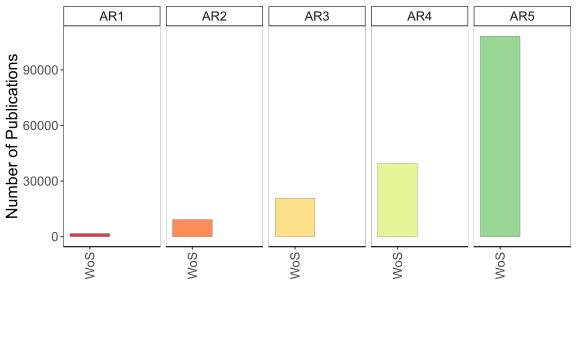 AR1 AR2 AR3 AR4 AR5
Number of Publications
90000
60000
30000
0
WoS WoS WoS WoS WoS